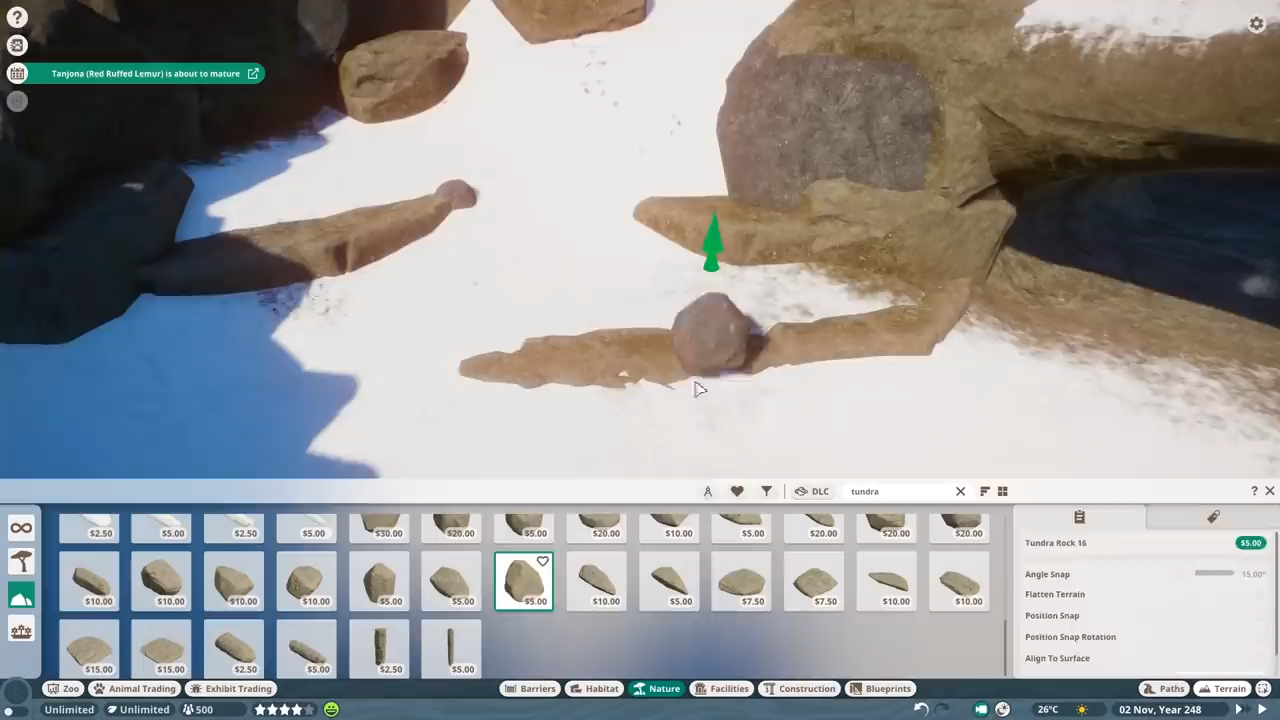 ?
Tanjona (Red Ruffed Lemur) is about to mature
DLC
tundra
?
$2.50 $5.00 $2.50 $5.00 $30.00 $20.00 $5.00 $20.00 $10.00 $5.00 $20.00 $20.00 $20.00
$10.00 $10.00 $10.00 $10.00 $5.00 $5.00 $5.00 $10.00 $5.00 $7.50 $7.50 $10.00 $10.00
$15.00 $15.00 $2.50 $5.00 $2.50 $5.00
Tundra Rock 16 $5.00
Angle Snap 15.00°
Flatten Terrain
Position Snap
Position Snap Rotation
Align To Surface
Zoo Animal Trading Exhibit Trading Barriers Habitat Nature Facilities Construction Blueprints Paths Terrain
Unlimited Unlimited 500 26°C 02 Nov, Year 248